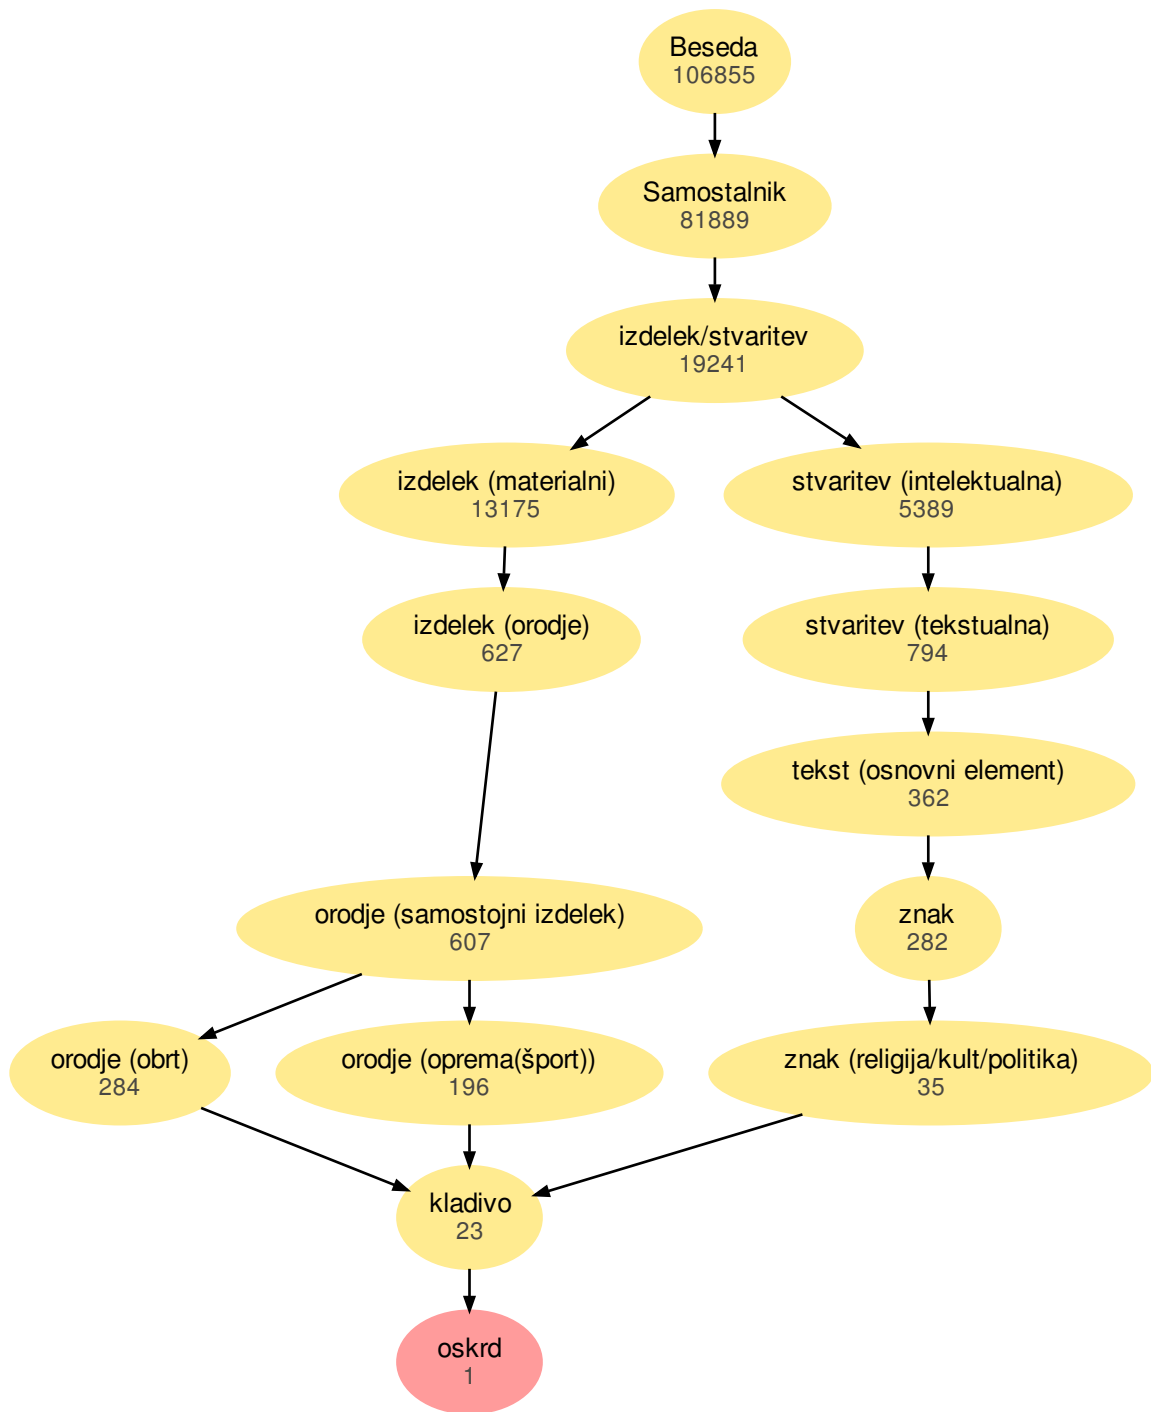 Beseda
106855
Samostalnik
81889
izdelek/stvaritev
19241
izdelek (materialni)
13175
stvaritev (intelektualna)
5389
izdelek (orodje)
627
stvaritev (tekstualna)
794
tekst (osnovni element)
362
orodje (samostojni izdelek)
607
znak
282
orodje (obrt)
284
orodje (oprema(šport))
196
znak (religija/kult/politika)
35
kladivo
23
oskrd
1